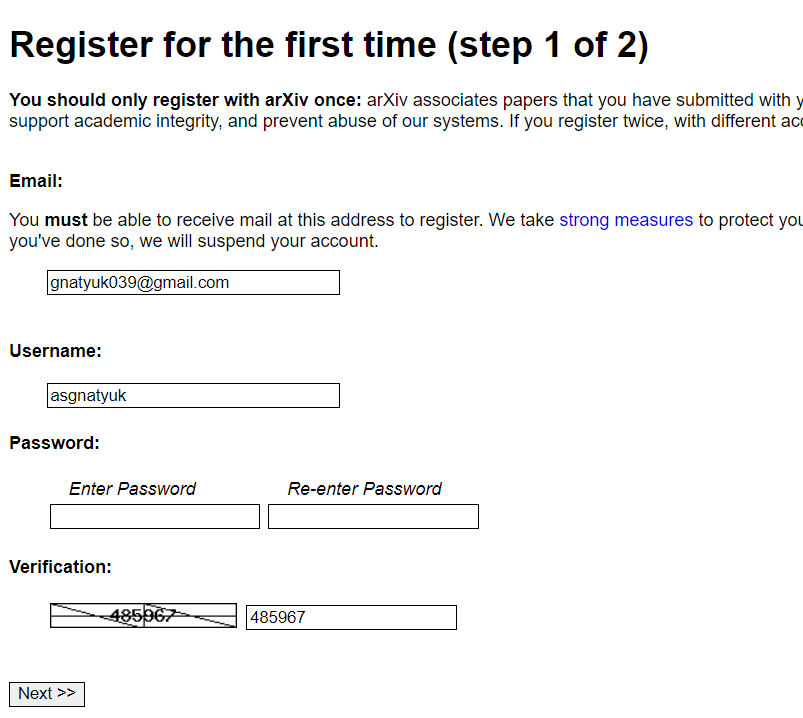 Register for the first time (step 1 of 2)
You should only register with arXiv once: arXiv associates papers that you have submitted with
support academic integrity, and prevent abuse of our systems. If you register twice, with different
Email:
You must be able to receive mail at this address to register. We take strong measures to protect
you've done so, we will suspend your account.
gnatyuk039@gmail.com
Username:
asgnatyuk
Password:
Enter Password Re-enter Password
Verification:
485967 485967
Next >>